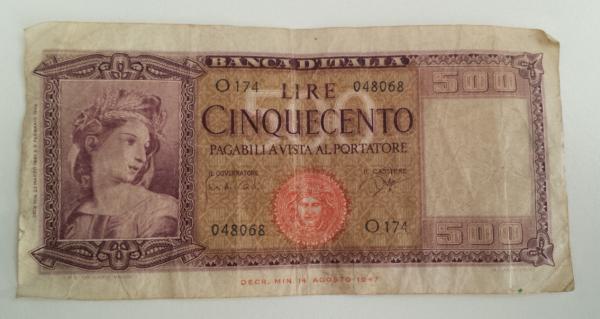 BANCA D'ITALIA
O 174 048068
500
LIRE
500
CINQUECENTO
PAGABILI A VISTA AL PORTATORE
IL GOVERNATORE IL CASSIERE
048068 O 174
500
DECR. MIN. 14 AGOSTO 1947